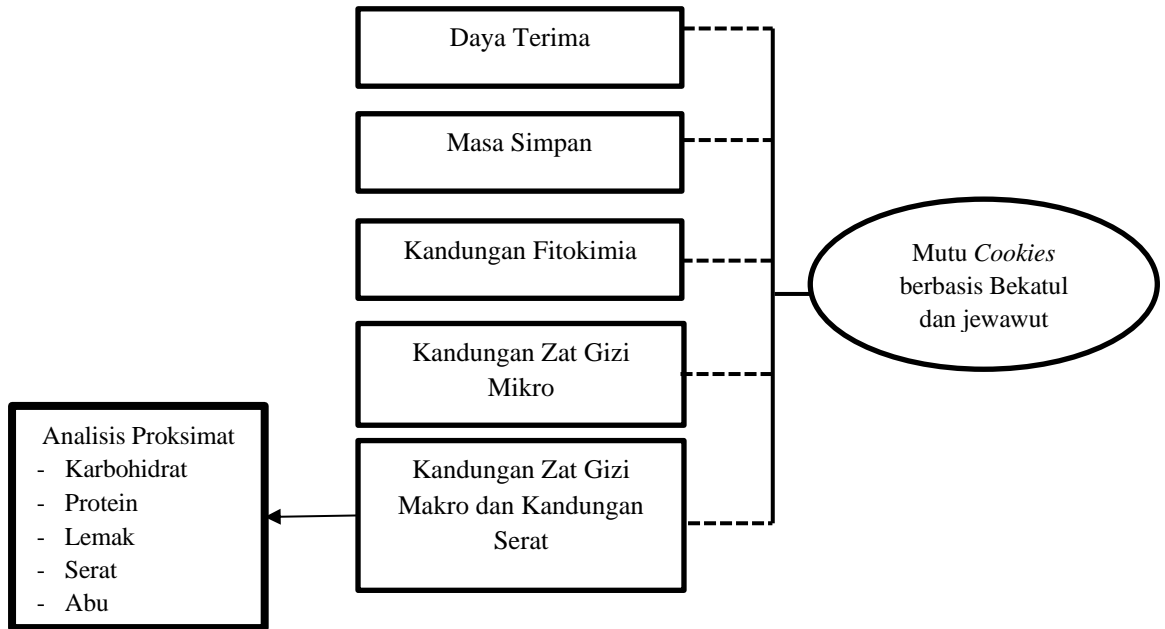 Daya Terima
Masa Simpan
Kandungan Fitokimia
Kandungan Zat Gizi
Mikro
Kandungan Zat Gizi
Makro dan Kandungan
Serat
Mutu Cookies
berbasis Bekatul
dan jewawut
Analisis Proksimat
- Karbohidrat
- Protein
- Lemak
- Serat
- Abu